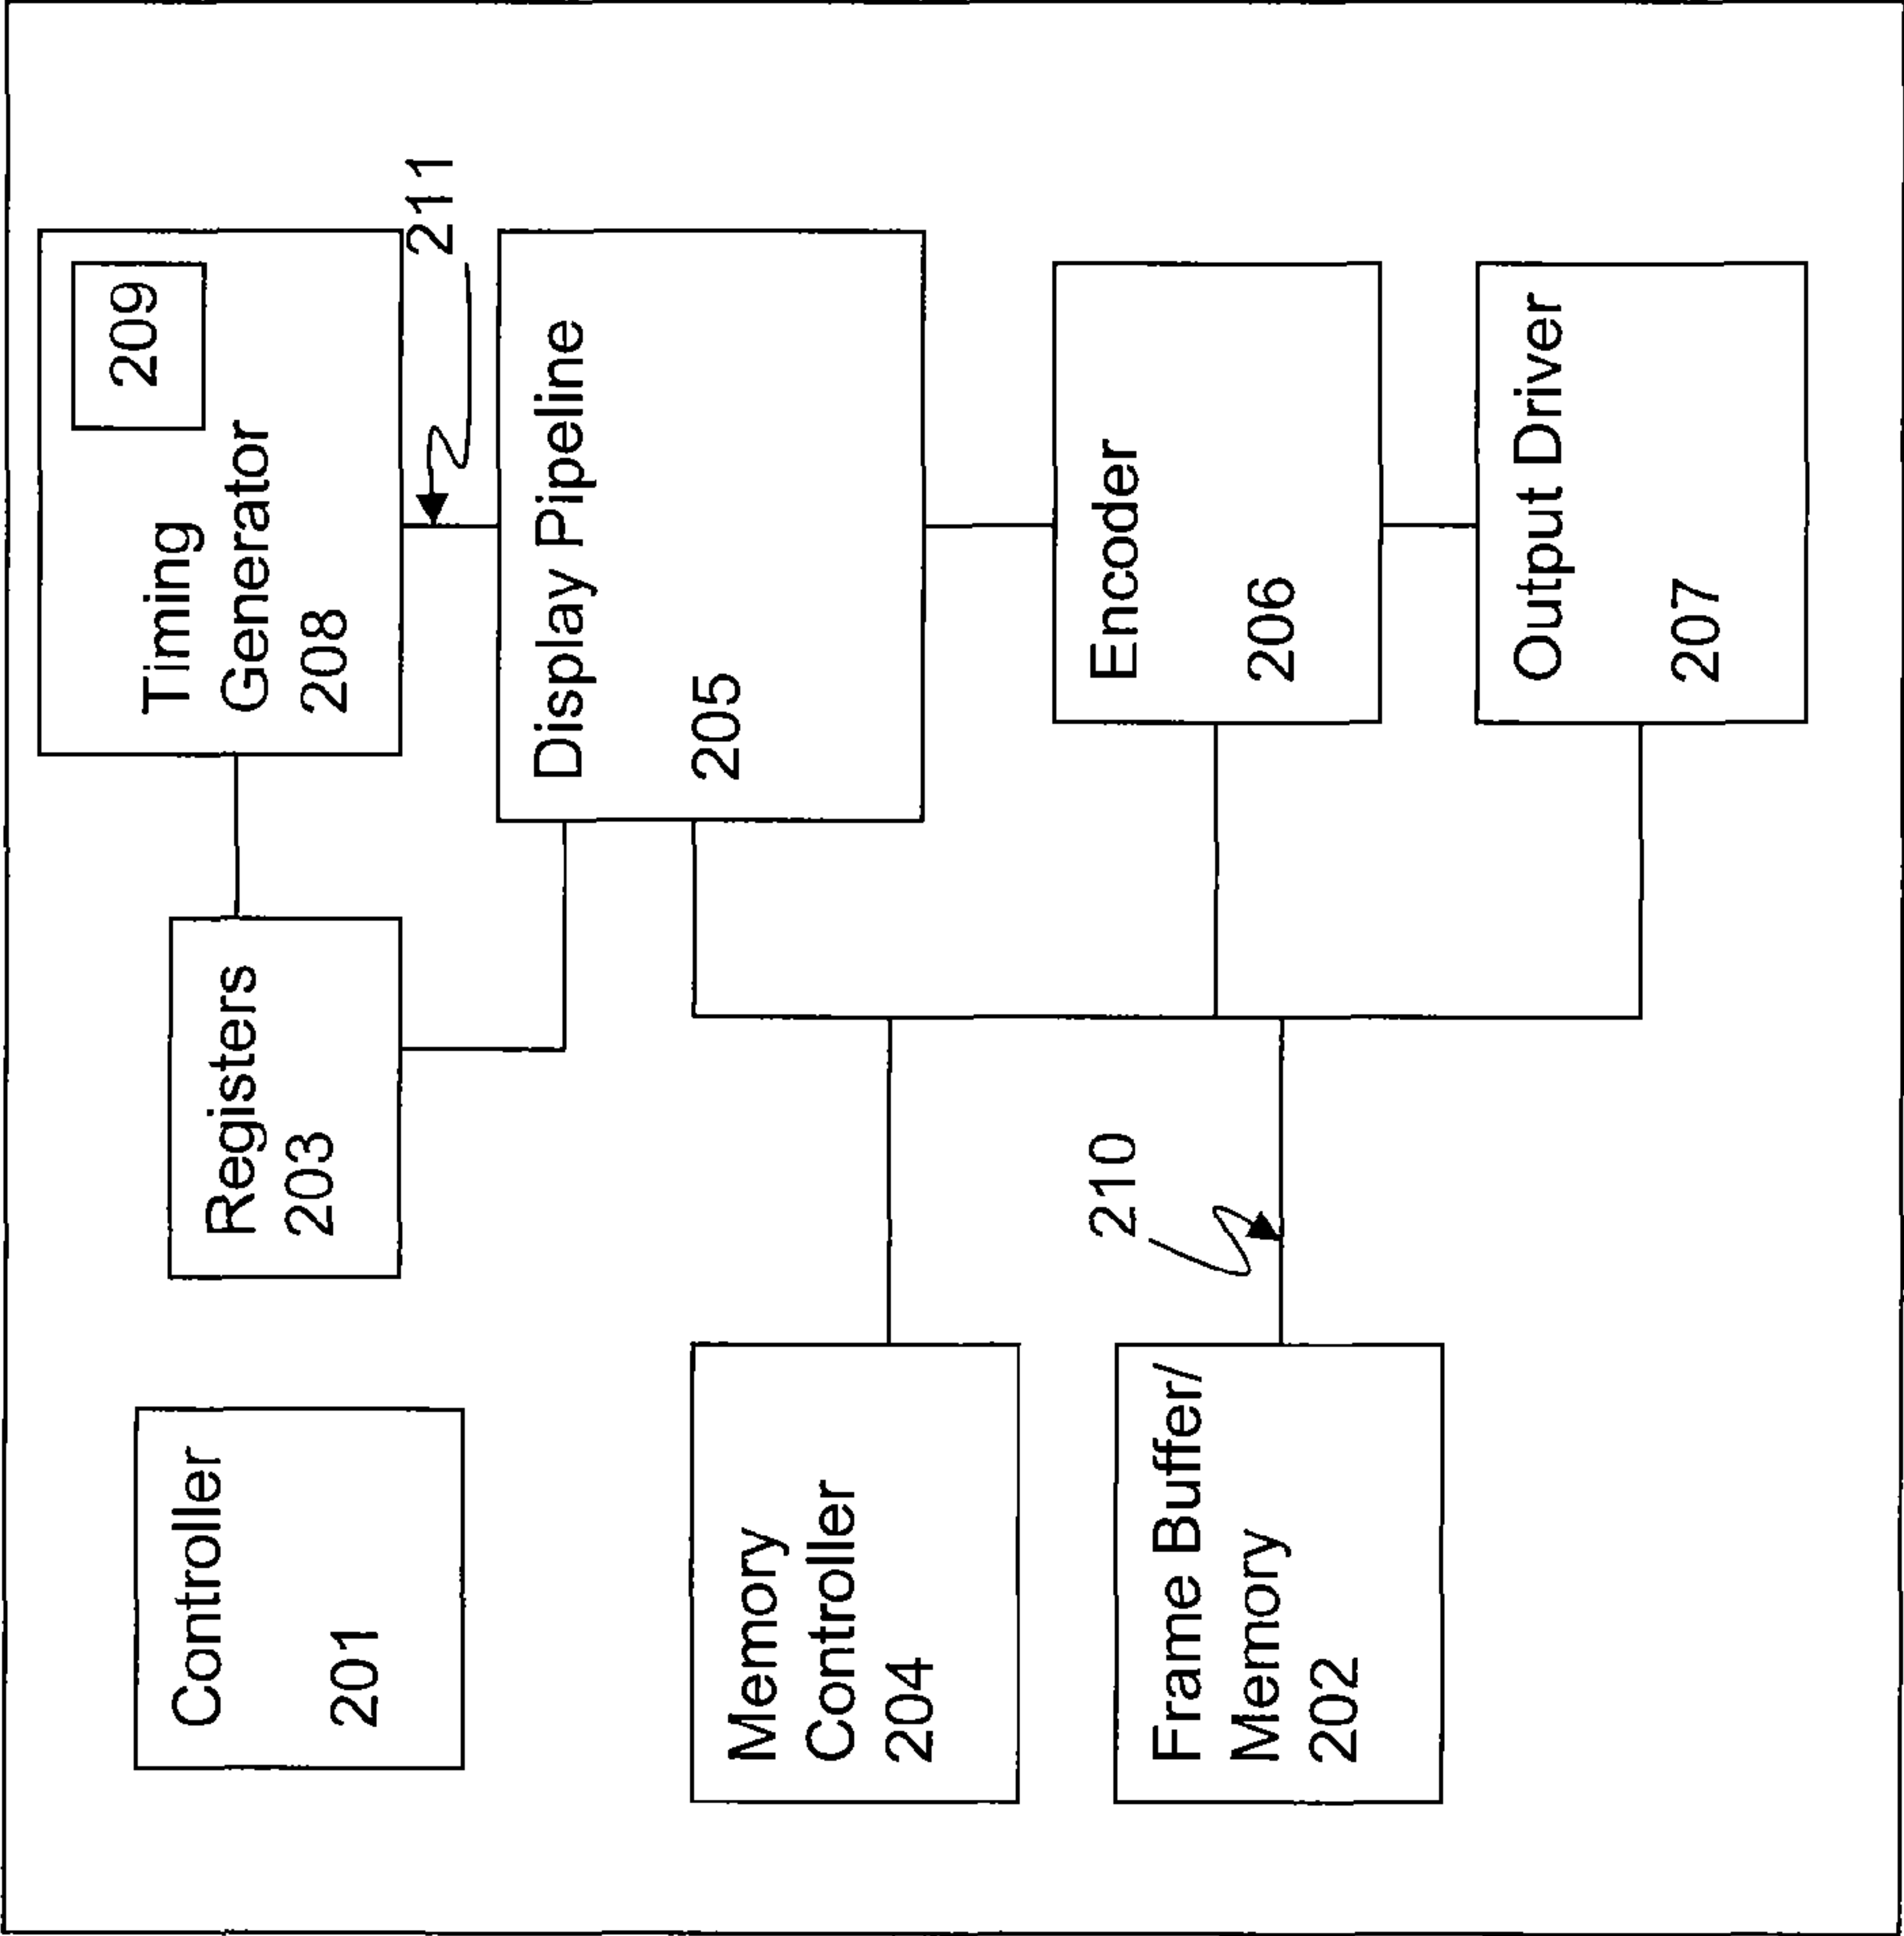 Controller
201
Registers
203
Timing
Generator
208
209
211
Memory
Controller
204
Display Pipeline
205
Frame Buffer/
Memory
202
210
Encoder
206
Output Driver
207